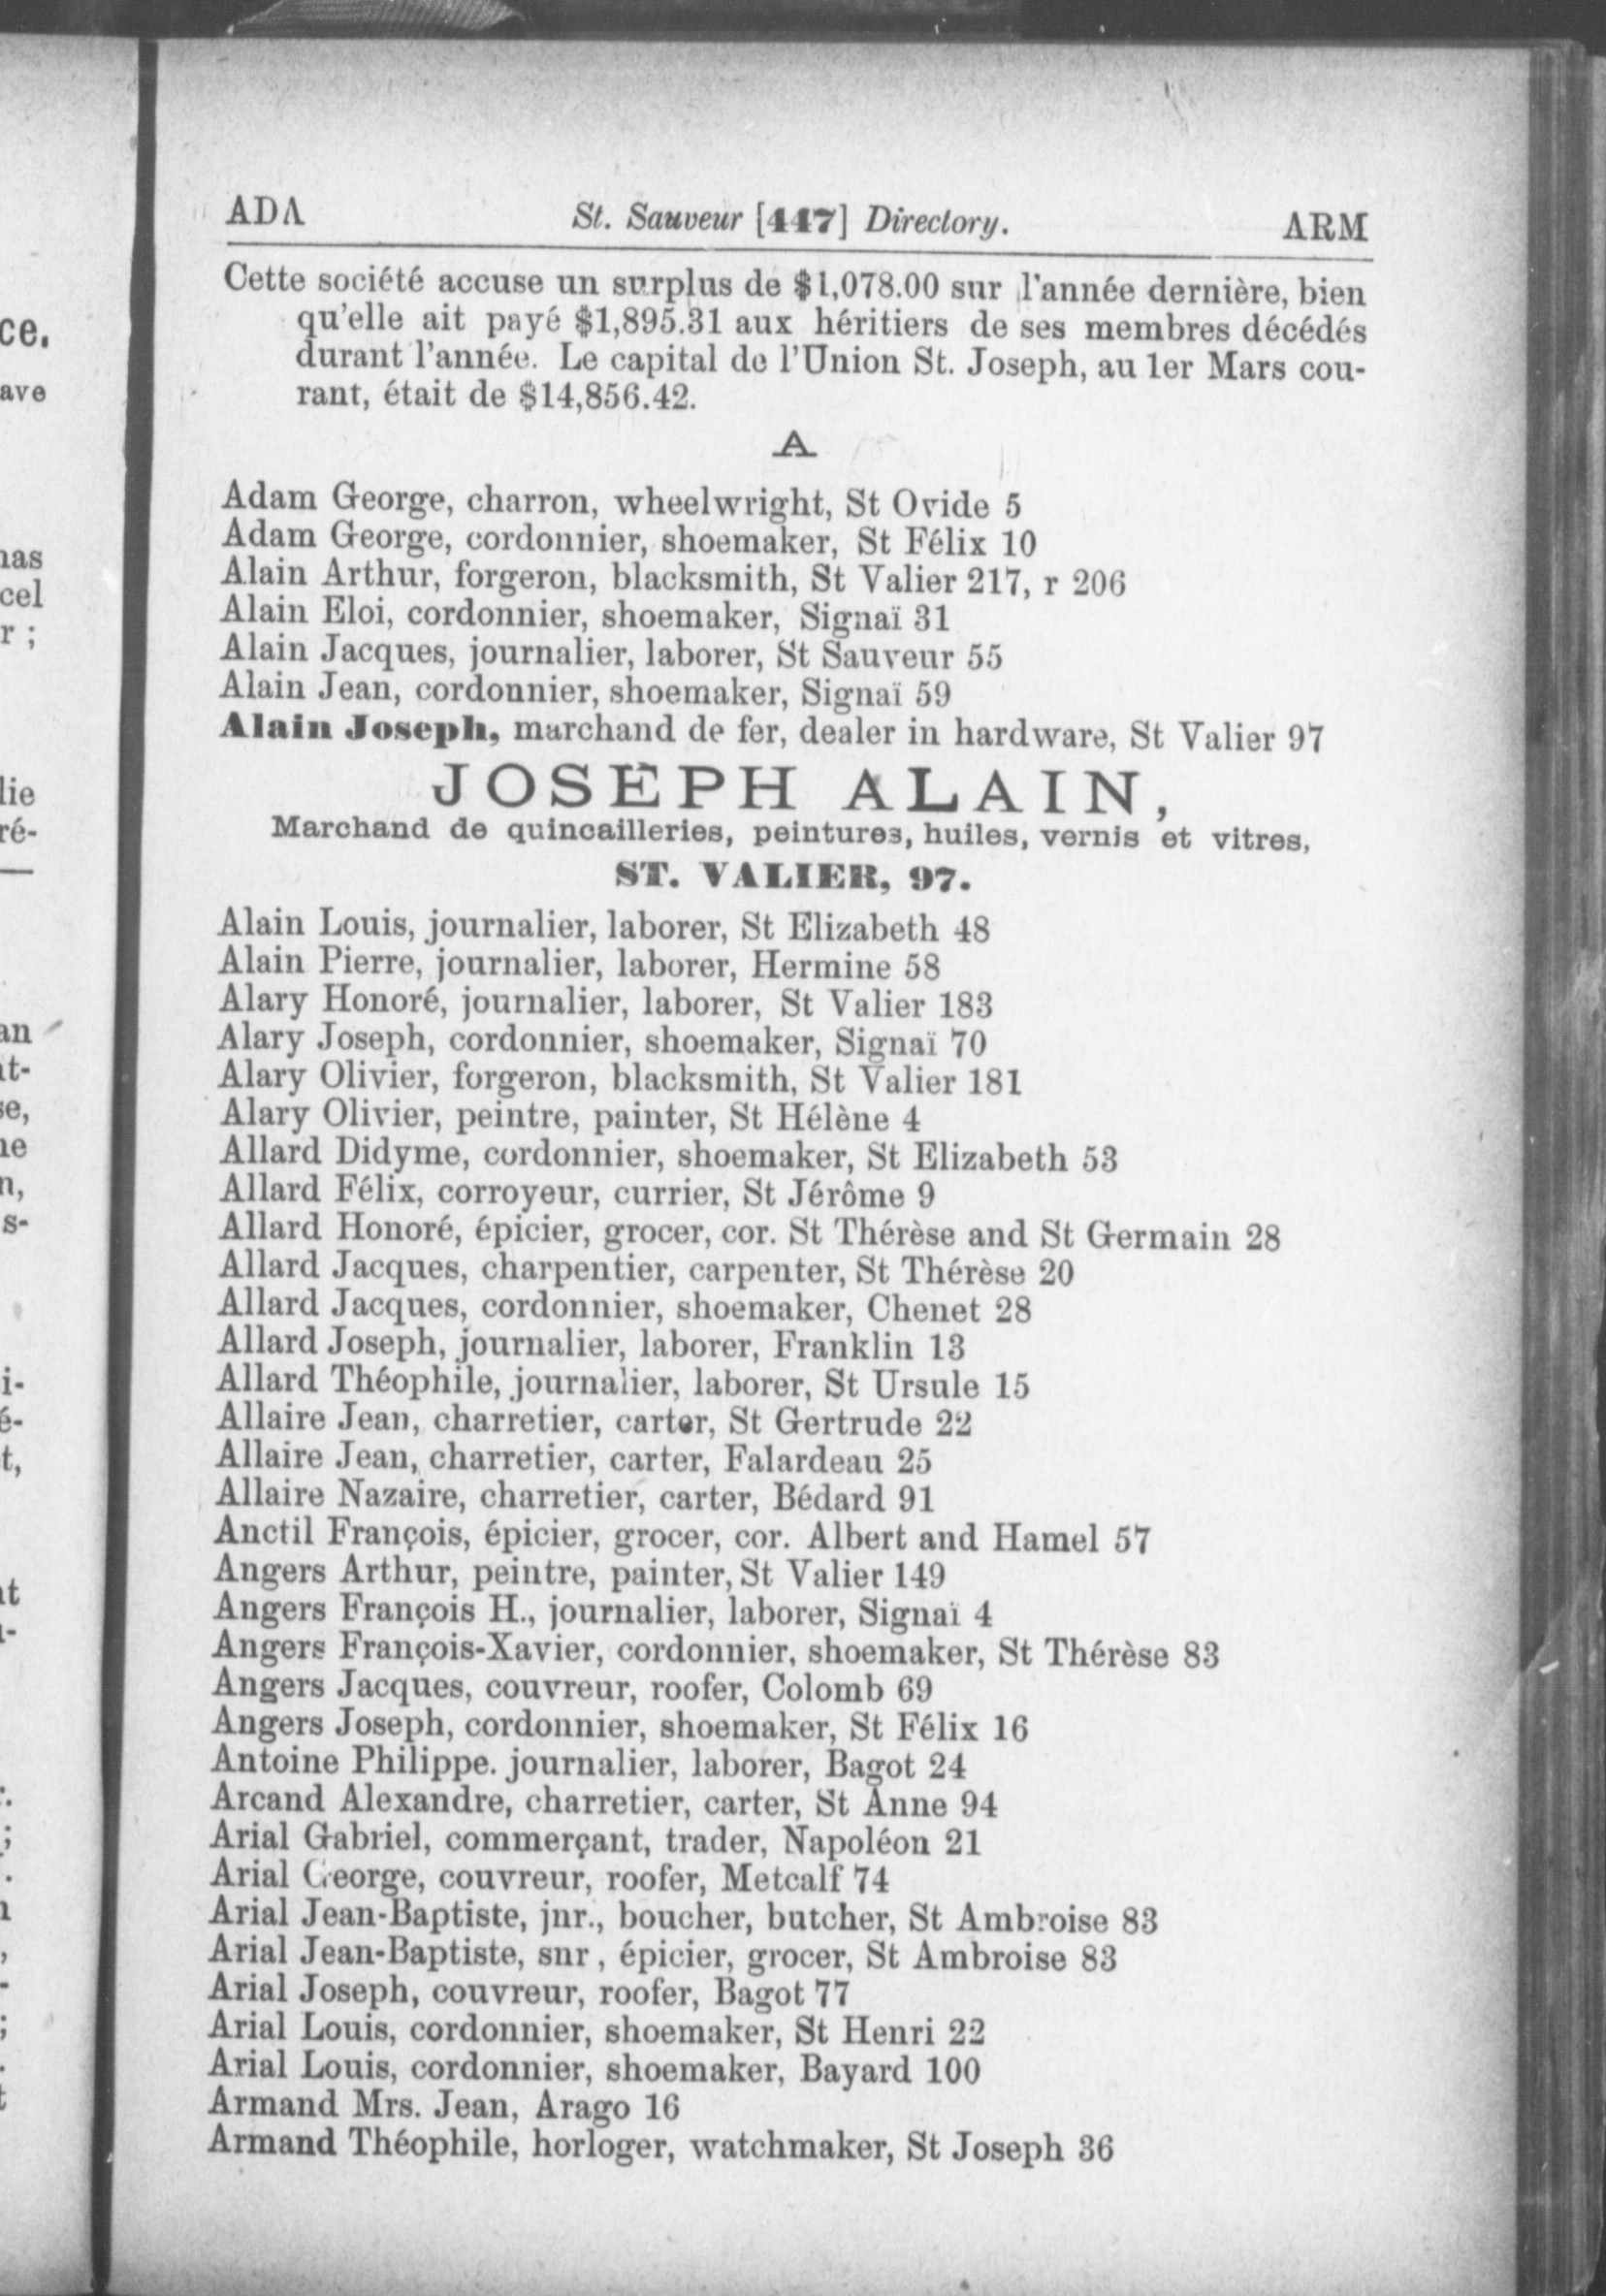 ADA St. Sauveur [447] Directory. ARM
Cette société accuse un surplus de $1,078.00 sur l'année dernière, bien
qu'elle ait payé $1,895.31 aux héritiers de ses membres décédés
durant l'année. Le capital de l'Union St. Joseph, au 1er Mars cou-
rant, était de $14,856.42.
A
Adam George, charron, wheelwright, St Ovide 5
Adam George, cordonnier, shoemaker, St Félix 10
Alain Arthur, forgeron, blacksmith, St Valier 217, r 206
Alain Eloi, cordonnier, shoemaker, Signaï 31
Alain Jacques, journalier, laborer, St Sauveur 55
Alain Jean, cordonnier, shoemaker, Signaï 59
Alain Joseph, marchand de fer, dealer in hardware, St Valier 97
JOSEPH ALAIN,
Marchand de quincailleries, peintures, huiles, vernis et vitres,
ST. VALIER, 97.
Alain Louis, journalier, laborer, St Elizabeth 48
Alain Pierre, journalier, laborer, Hermine 58
Alary Honoré, journalier, laborer, St Valier 183
Alary Joseph, cordonnier, shoemaker, Signaï 70
Alary Olivier, forgeron, blacksmith, St Valier 181
Alary Olivier, peintre, painter, St Hélène 4
Allard Didyme, cordonnier, shoemaker, St Elizabeth 53
Allard Félix, corroyeur, currier, St Jérôme 9
Allard Honoré, épicier, grocer, cor. St Thérèse and St Germain 28
Allard Jacques, charpentier, carpenter, St Thérèse 20
Allard Jacques, cordonnier, shoemaker, Chenet 28
Allard Joseph, journalier, laborer, Franklin 13
Allard Théophile, journalier, laborer, St Ursule 15
Allaire Jean, charretier, carter, St Gertrude 22
Allaire Jean, charretier, carter, Falardeau 25
Allaire Nazaire, charretier, carter, Bédard 91
Anctil François, épicier, grocer, cor. Albert and Hamel 57
Angers Arthur, peintre, painter, St Valier 149
Angers François H., journalier, laborer, Signaï 4
Angers François-Xavier, cordonnier, shoemaker, St Thérèse 83
Angers Jacques, couvreur, roofer, Colomb 69
Angers Joseph, cordonnier, shoemaker, St Félix 16
Antoine Philippe. journalier, laborer, Bagot 24
Arcand Alexandre, charretier, carter, St Anne 94
Arial Gabriel, commerçant, trader, Napoléon 21
Arial George, couvreur, roofer, Metcalf 74
Arial Jean-Baptiste, jnr., boucher, butcher, St Ambroise 83
Arial Jean-Baptiste, snr , épicier, grocer, St Ambroise 83
Arial Joseph, couvreur, roofer, Bagot 77
Arial Louis, cordonnier, shoemaker, St Henri 22
Arial Louis, cordonnier, shoemaker, Bayard 100
Armand Mrs. Jean, Arago 16
Armand Théophile, horloger, watchmaker, St Joseph 36